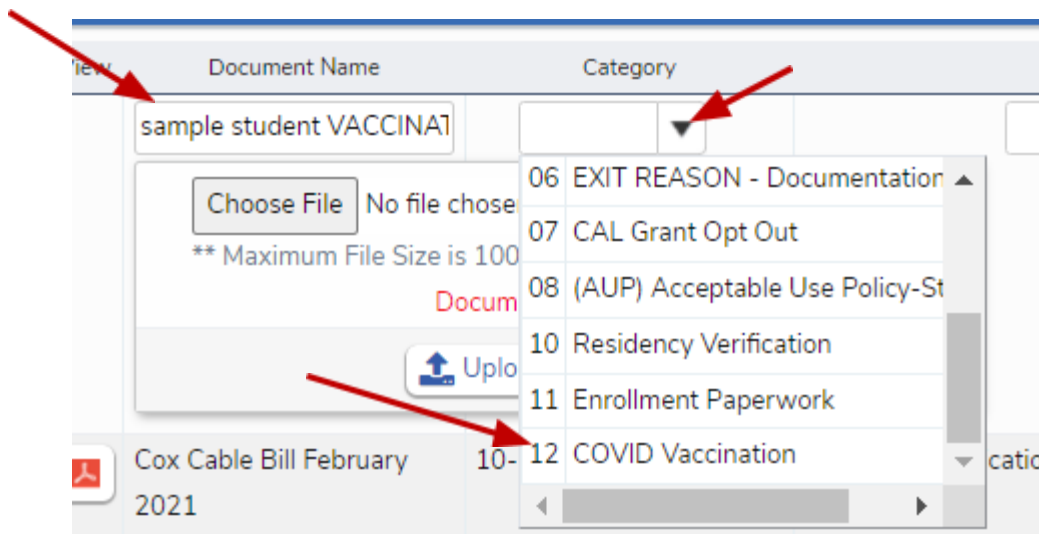 View Document Name Category
sample student VACCINAT
06 EXIT REASON - Documentation
Choose File No file chosen
07 CAL Grant Opt Out
** Maximum File Size is 100
08 (AUP) Acceptable Use Policy-St
Docum
10 Residency Verification
Uplo
11 Enrollment Paperwork
12 COVID Vaccination
Cox Cable Bill February 10- catio
2021